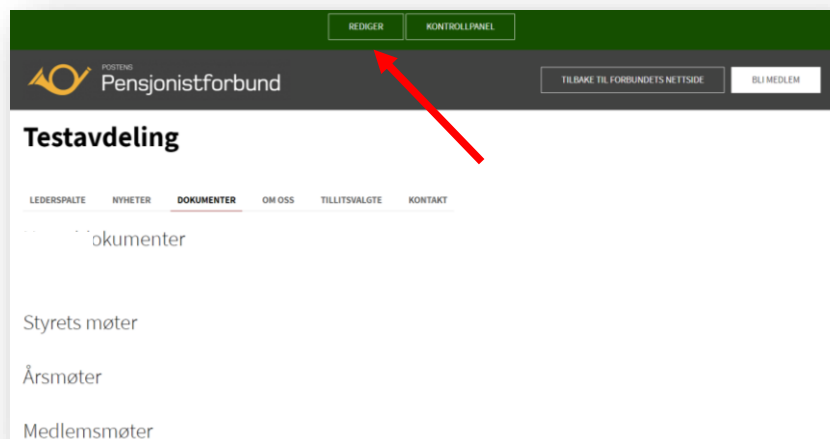 REDIGER KONTROLLPANEL
POSTENS
Pensjonistforbund
TILBAKE TIL FORBUNDETS NETTSIDE BLI MEDLEM
Testavdeling
LEDERSPALTE NYHETER DOKUMENTER OM OSS TILLITSVALGTE KONTAKT
okumenter
Styrets møter
Årsmøter
Medlemsmøter